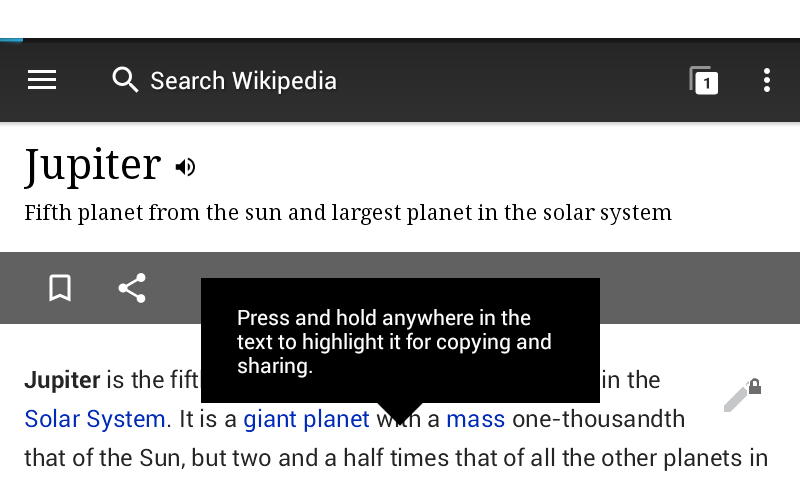 Search Wikipedia
1
Jupiter
Fifth planet from the sun and largest planet in the solar system
Press and hold anywhere in the
text to highlight it for copying and
sharing.
Jupiter is the in the
Solar System. It is a giant planet a mass one-thousandth
that of the Sun, but two and a half times that of all the other planets in